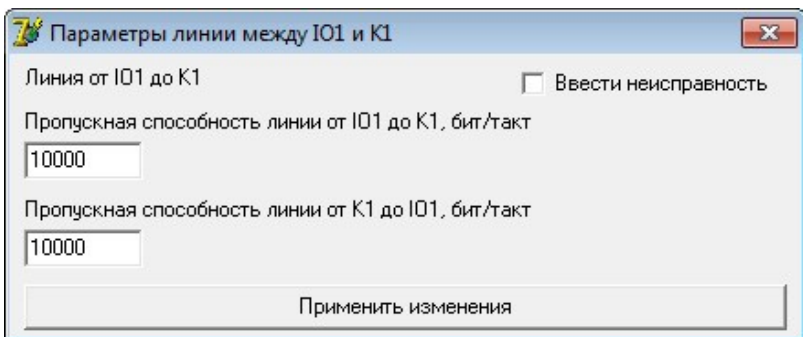 Параметры линии между IO1 и K1
Линия от IO1 до K1
Ввести неисправность
Пропускная способность линии от IO1 до K1, бит/такт
10000
Пропускная способность линии от K1 до IO1, бит/такт
10000
Применить изменения